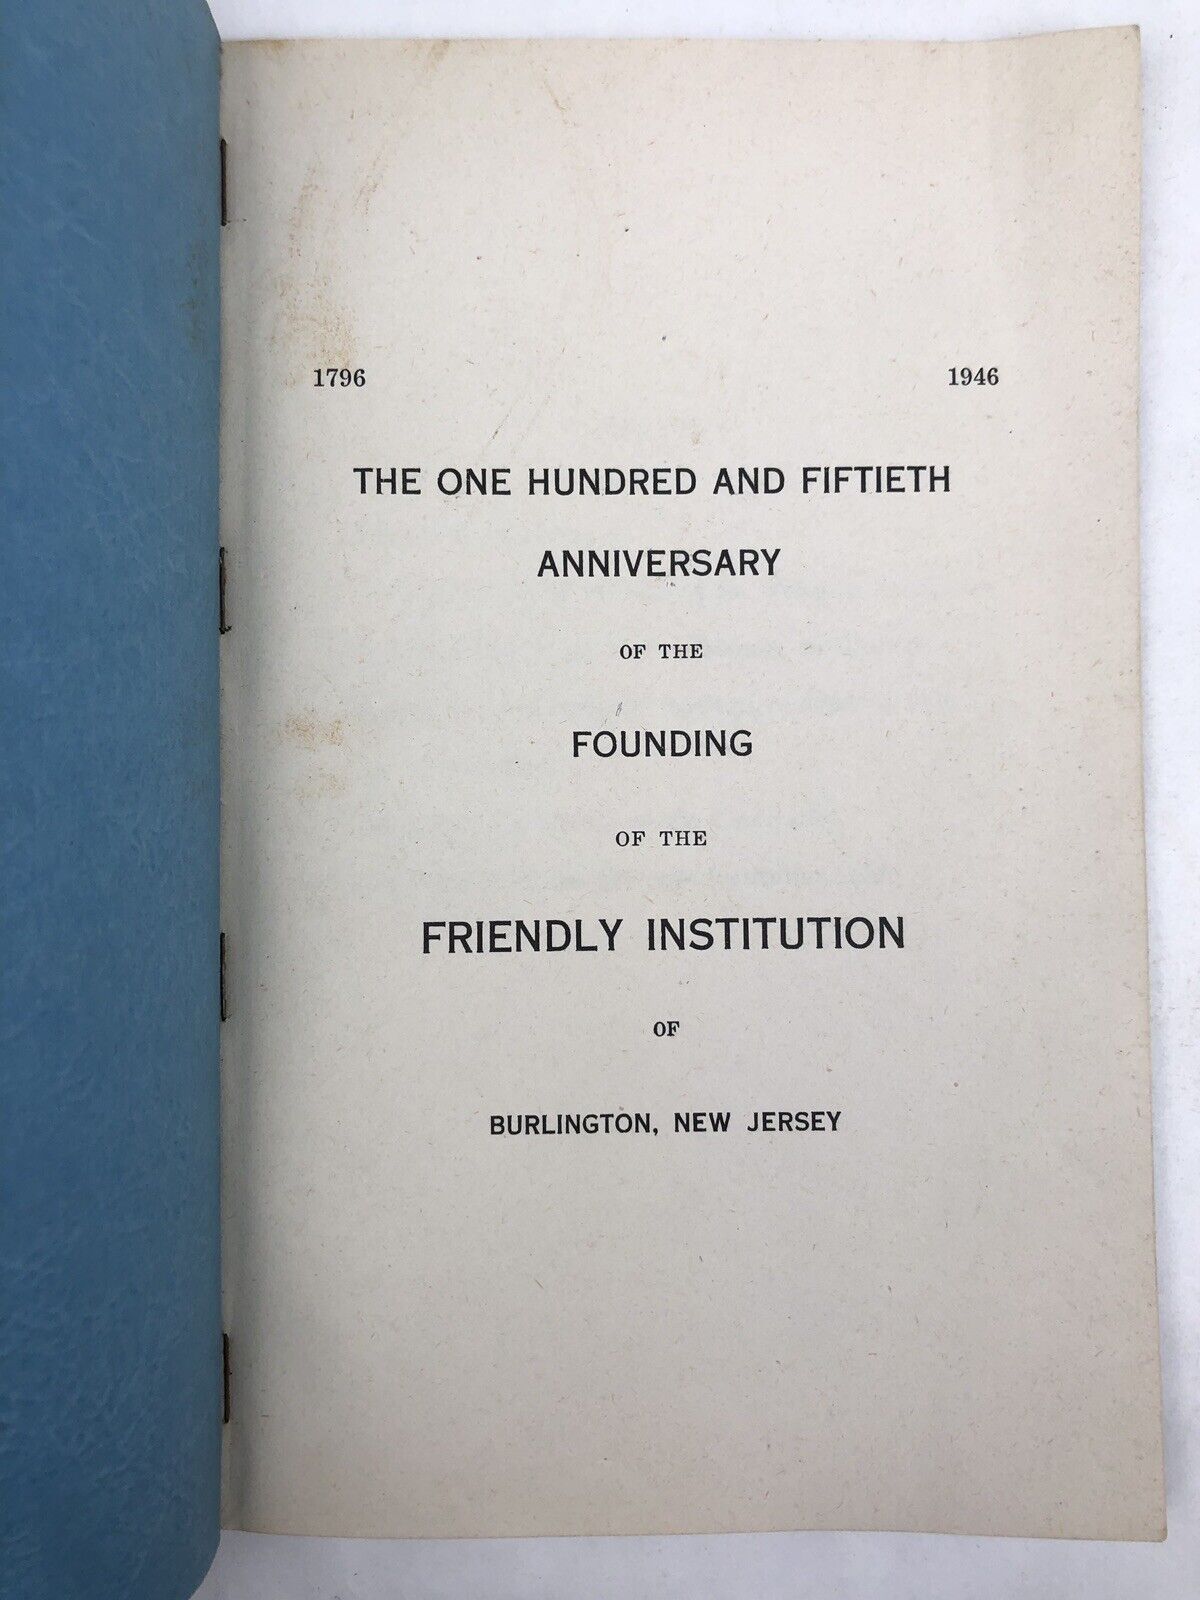 1796 1946
THE ONE HUNDRED AND FIFTIETH
ANNIVERSARY
OF THE
FOUNDING
OF THE
FRIENDLY INSTITUTION
OF
BURLINGTON, NEW JERSEY